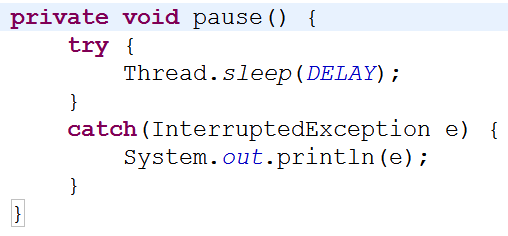 private void pause() {
    try {
        Thread.sleep(DELAY);
    }
    catch(InterruptedException e) {
        System.out.println(e);
    }
}